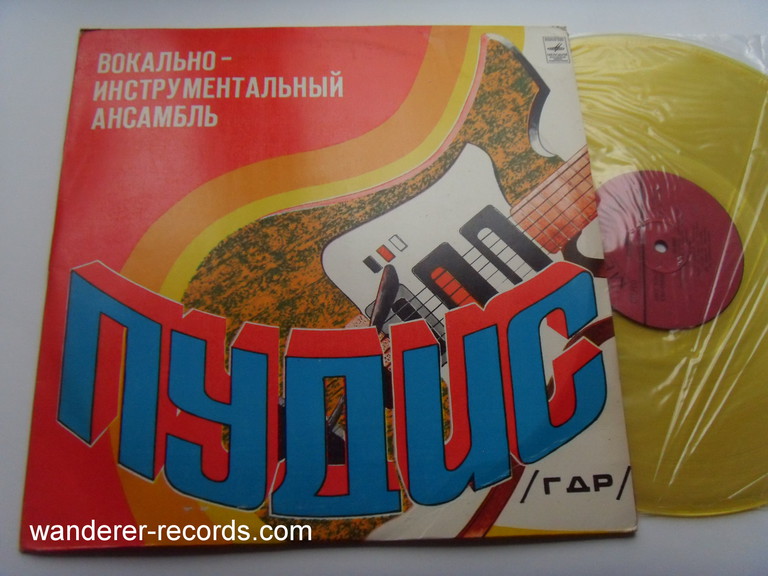 ВОКАЛЬНО-
ИНСТРУМЕНТАЛЬНЫЙ
АНСАМБЛЬ
ПУДИС
/ГДР/
wanderer-records.com